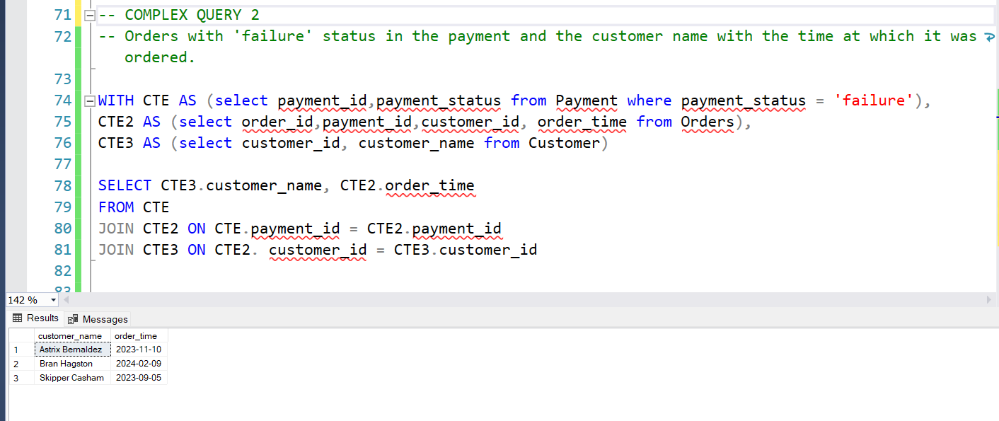 71 -- COMPLEX QUERY 2
72 -- Orders with 'failure' status in the payment and the customer name with the time at which it was
ordered.
73
74 WITH CTE AS (select payment_id,payment_status from Payment where payment_status = 'failure'),
75 CTE2 AS (select order_id,payment_id,customer_id, order_time from Orders),
76 CTE3 AS (select customer_id, customer_name from Customer)
77
78 SELECT CTE3.customer_name, CTE2.order_time
79 FROM CTE
80 JOIN CTE2 ON CTE.payment_id = CTE2.payment_id
81 JOIN CTE3 ON CTE2. customer_id = CTE3.customer_id
82
83
142 %
Results Messages
customer_name order_time
1 Astrix Bernaldez 2023-11-10
2 Bran Hagston 2024-02-09
3 Skipper Casham 2023-09-05